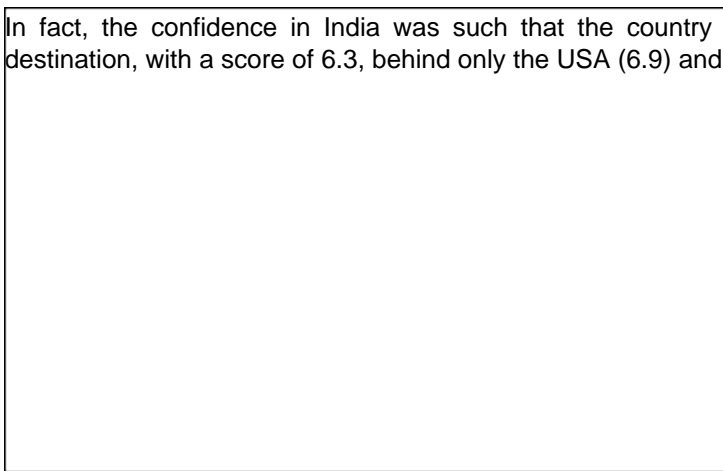 In fact, the confidence in India was such that the country
destination, with a score of 6.3, behind only the USA (6.9) and